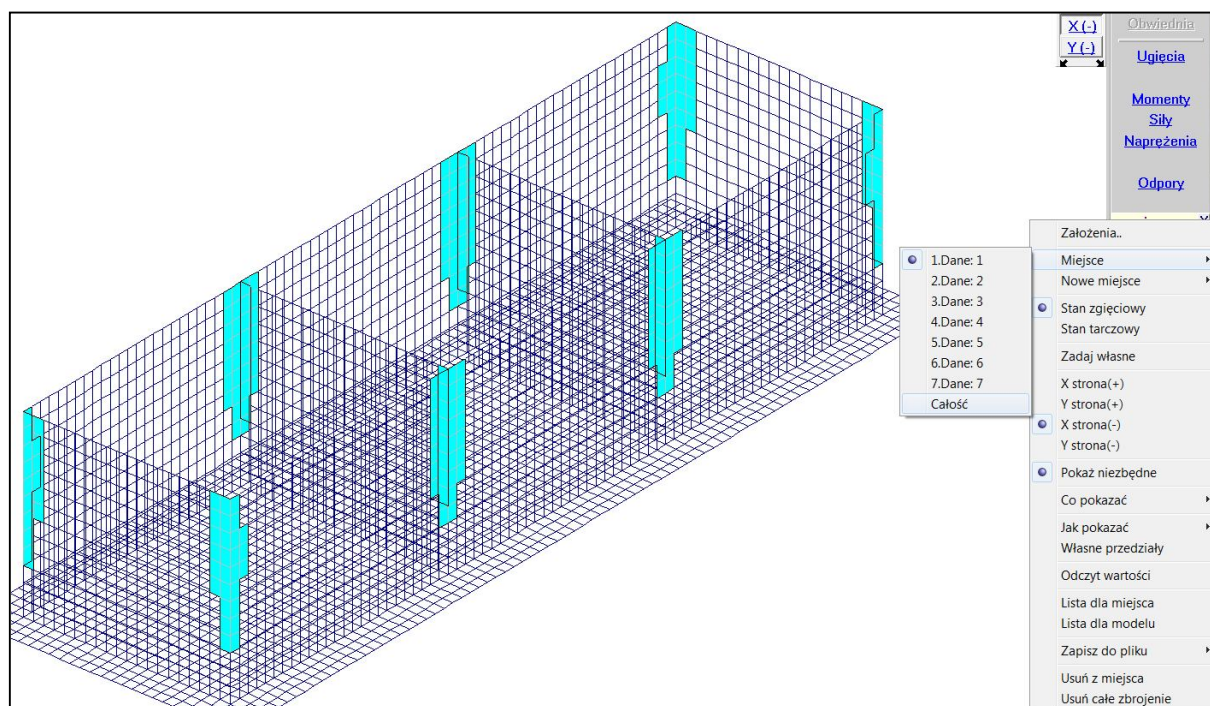 X (-)
Y (-)
Obwiednia
Ugięcia
Momenty
Siły
Naprężenia
Odpory
Założenia..
Miejsce
Nowe miejsce
Stan zgięciowy
Stan tarczowy
Zadaj własne
X strona(+)
Y strona(+)
X strona(-)
Y strona(-)
Pokaż niezbędne
Co pokazać
Jak pokazać
Własne przedziały
Odczyt wartości
Lista dla miejsca
Lista dla modelu
Zapisz do pliku
Usuń z miejsca
Usuń całe zbrojenie
1.Dane: 1
2.Dane: 2
3.Dane: 3
4.Dane: 4
5.Dane: 5
6.Dane: 6
7.Dane: 7
Całość